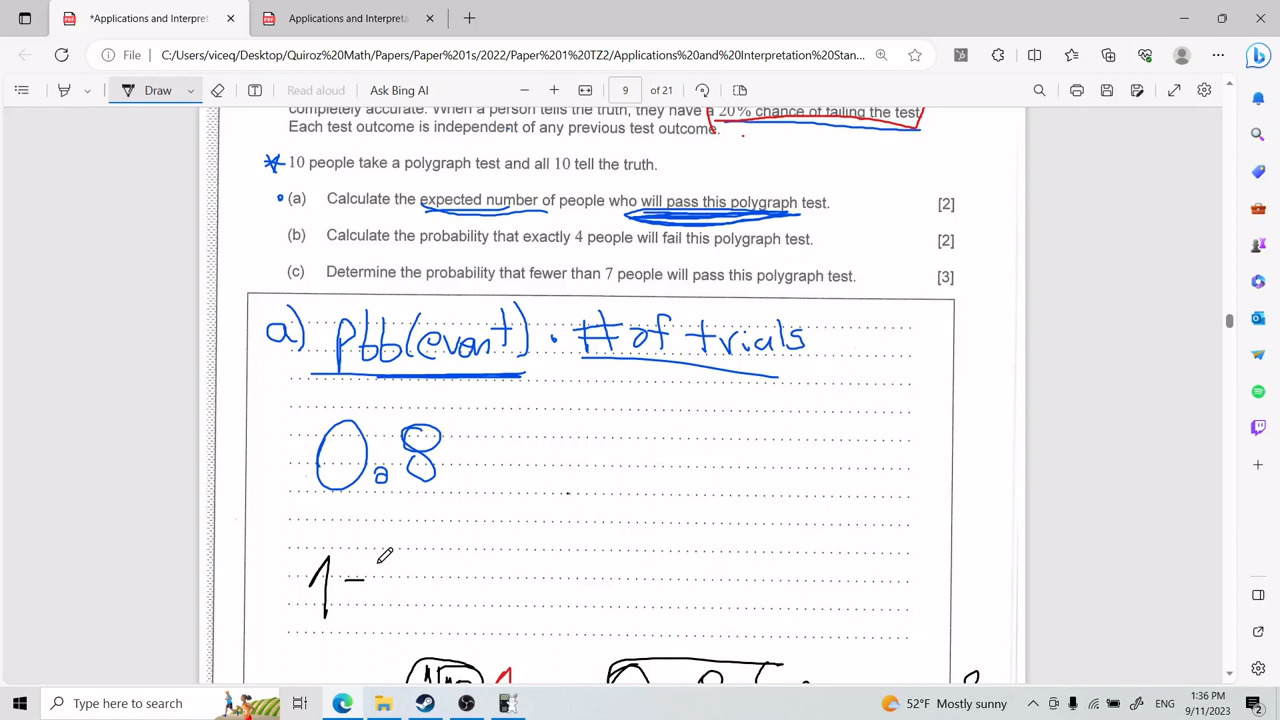 *Applications and Interpret
Applications and Interpreta
File
C:/Users/viceq/Desktop/Quiroz%20Math/Papers/Paper%201s/2022/Paper%201%20TZ2/Applications%20and%20Interpretation%20Stan...
Draw
Read aloud
Ask Bing AI
9
of 21
completely accurate. When a person tells the truth, they have a 20% chance of failing the test.
Each test outcome is independent of any previous test outcome.
10 people take a polygraph test and all 10 tell the truth.
(a) Calculate the expected number of people who will pass this polygraph test. [2]
(b) Calculate the probability that exactly 4 people will fail this polygraph test. [2]
(c) Determine the probability that fewer than 7 people will pass this polygraph test. [3]
a) Pbb(event) · # of trials
0.8
1 -
Type here to search
52°F Mostly sunny
ENG
1:36 PM
9/11/2023
2